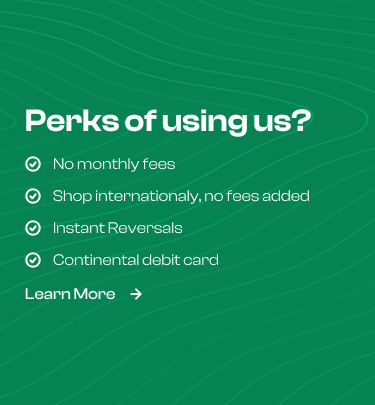 Perks of using us?
No monthly fees
Shop internationaly, no fees added
Instant Reversals
Continental debit card
Learn More